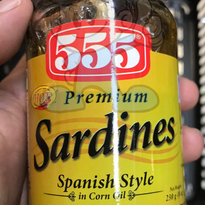 555
Premium
Sardines
Spanish Style
in Corn Oil